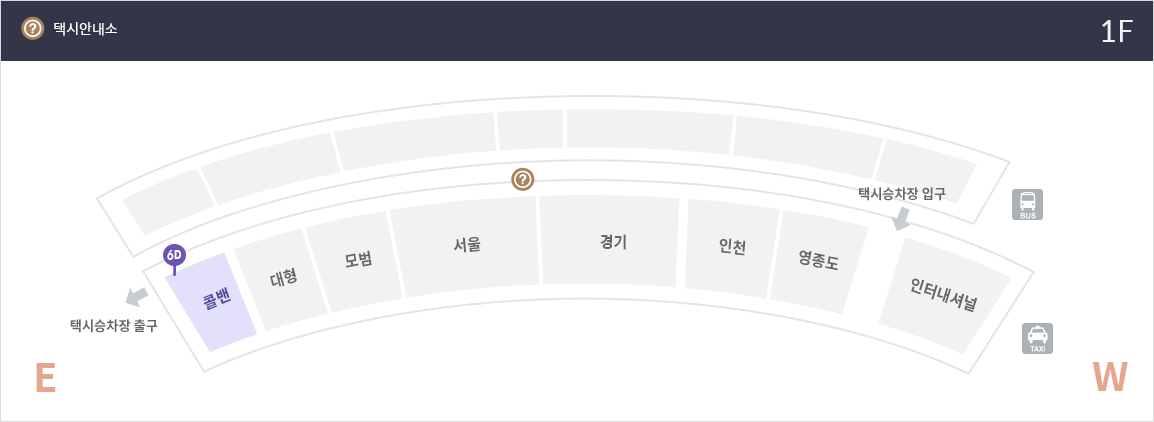 택시안내소
1F
택시승차장 입구
BUS
6D
콜밴
대형
모범
서울
경기
인천
영종도
인터내셔널
택시승차장 출구
TAXI
E
W